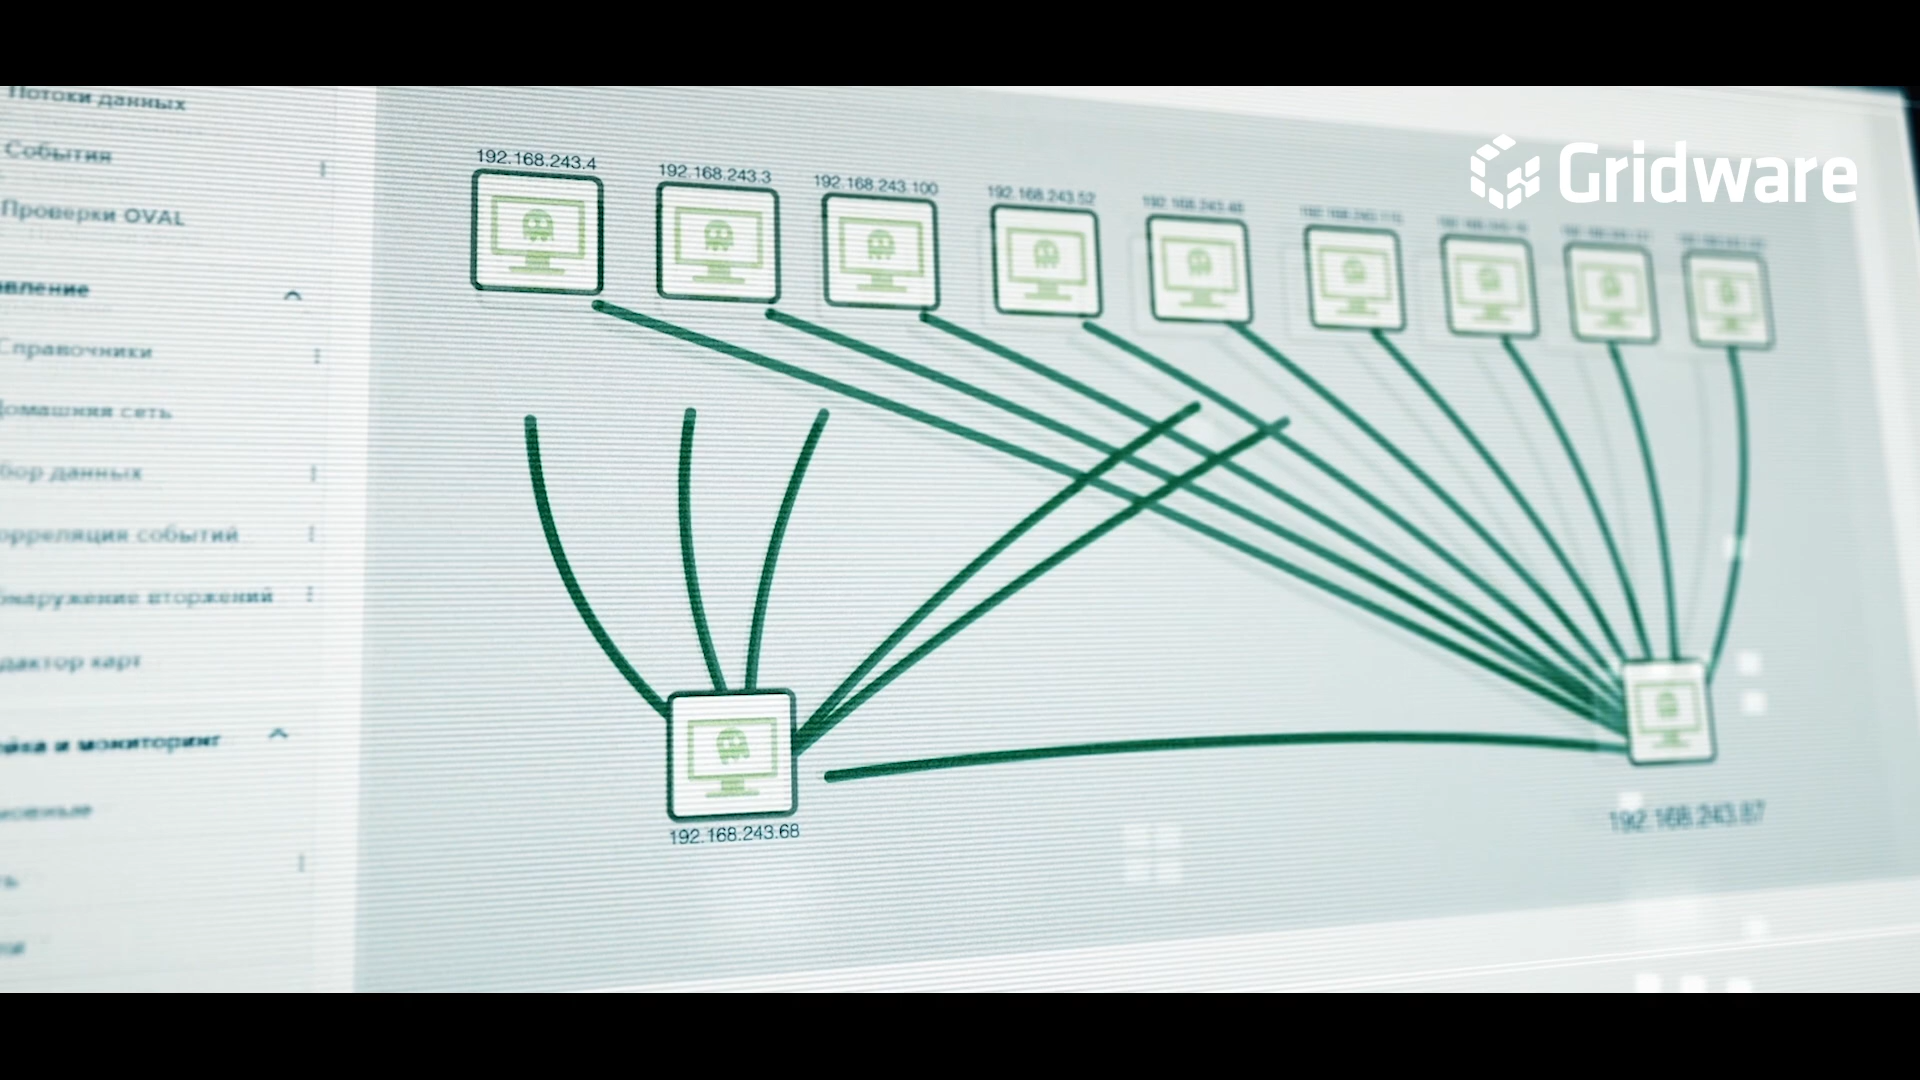 Потоки данных
События
Проверки OVAL
вление
Справочники
Домашняя сеть
бор данных
орреляция событий
наружение вторжений
дактор карт
йка и мониторинг
192.168.243.4
192.168.243.3
192.168.243.100
192.168.243.52
192.168.243.68
192.168.243.87
Gridware